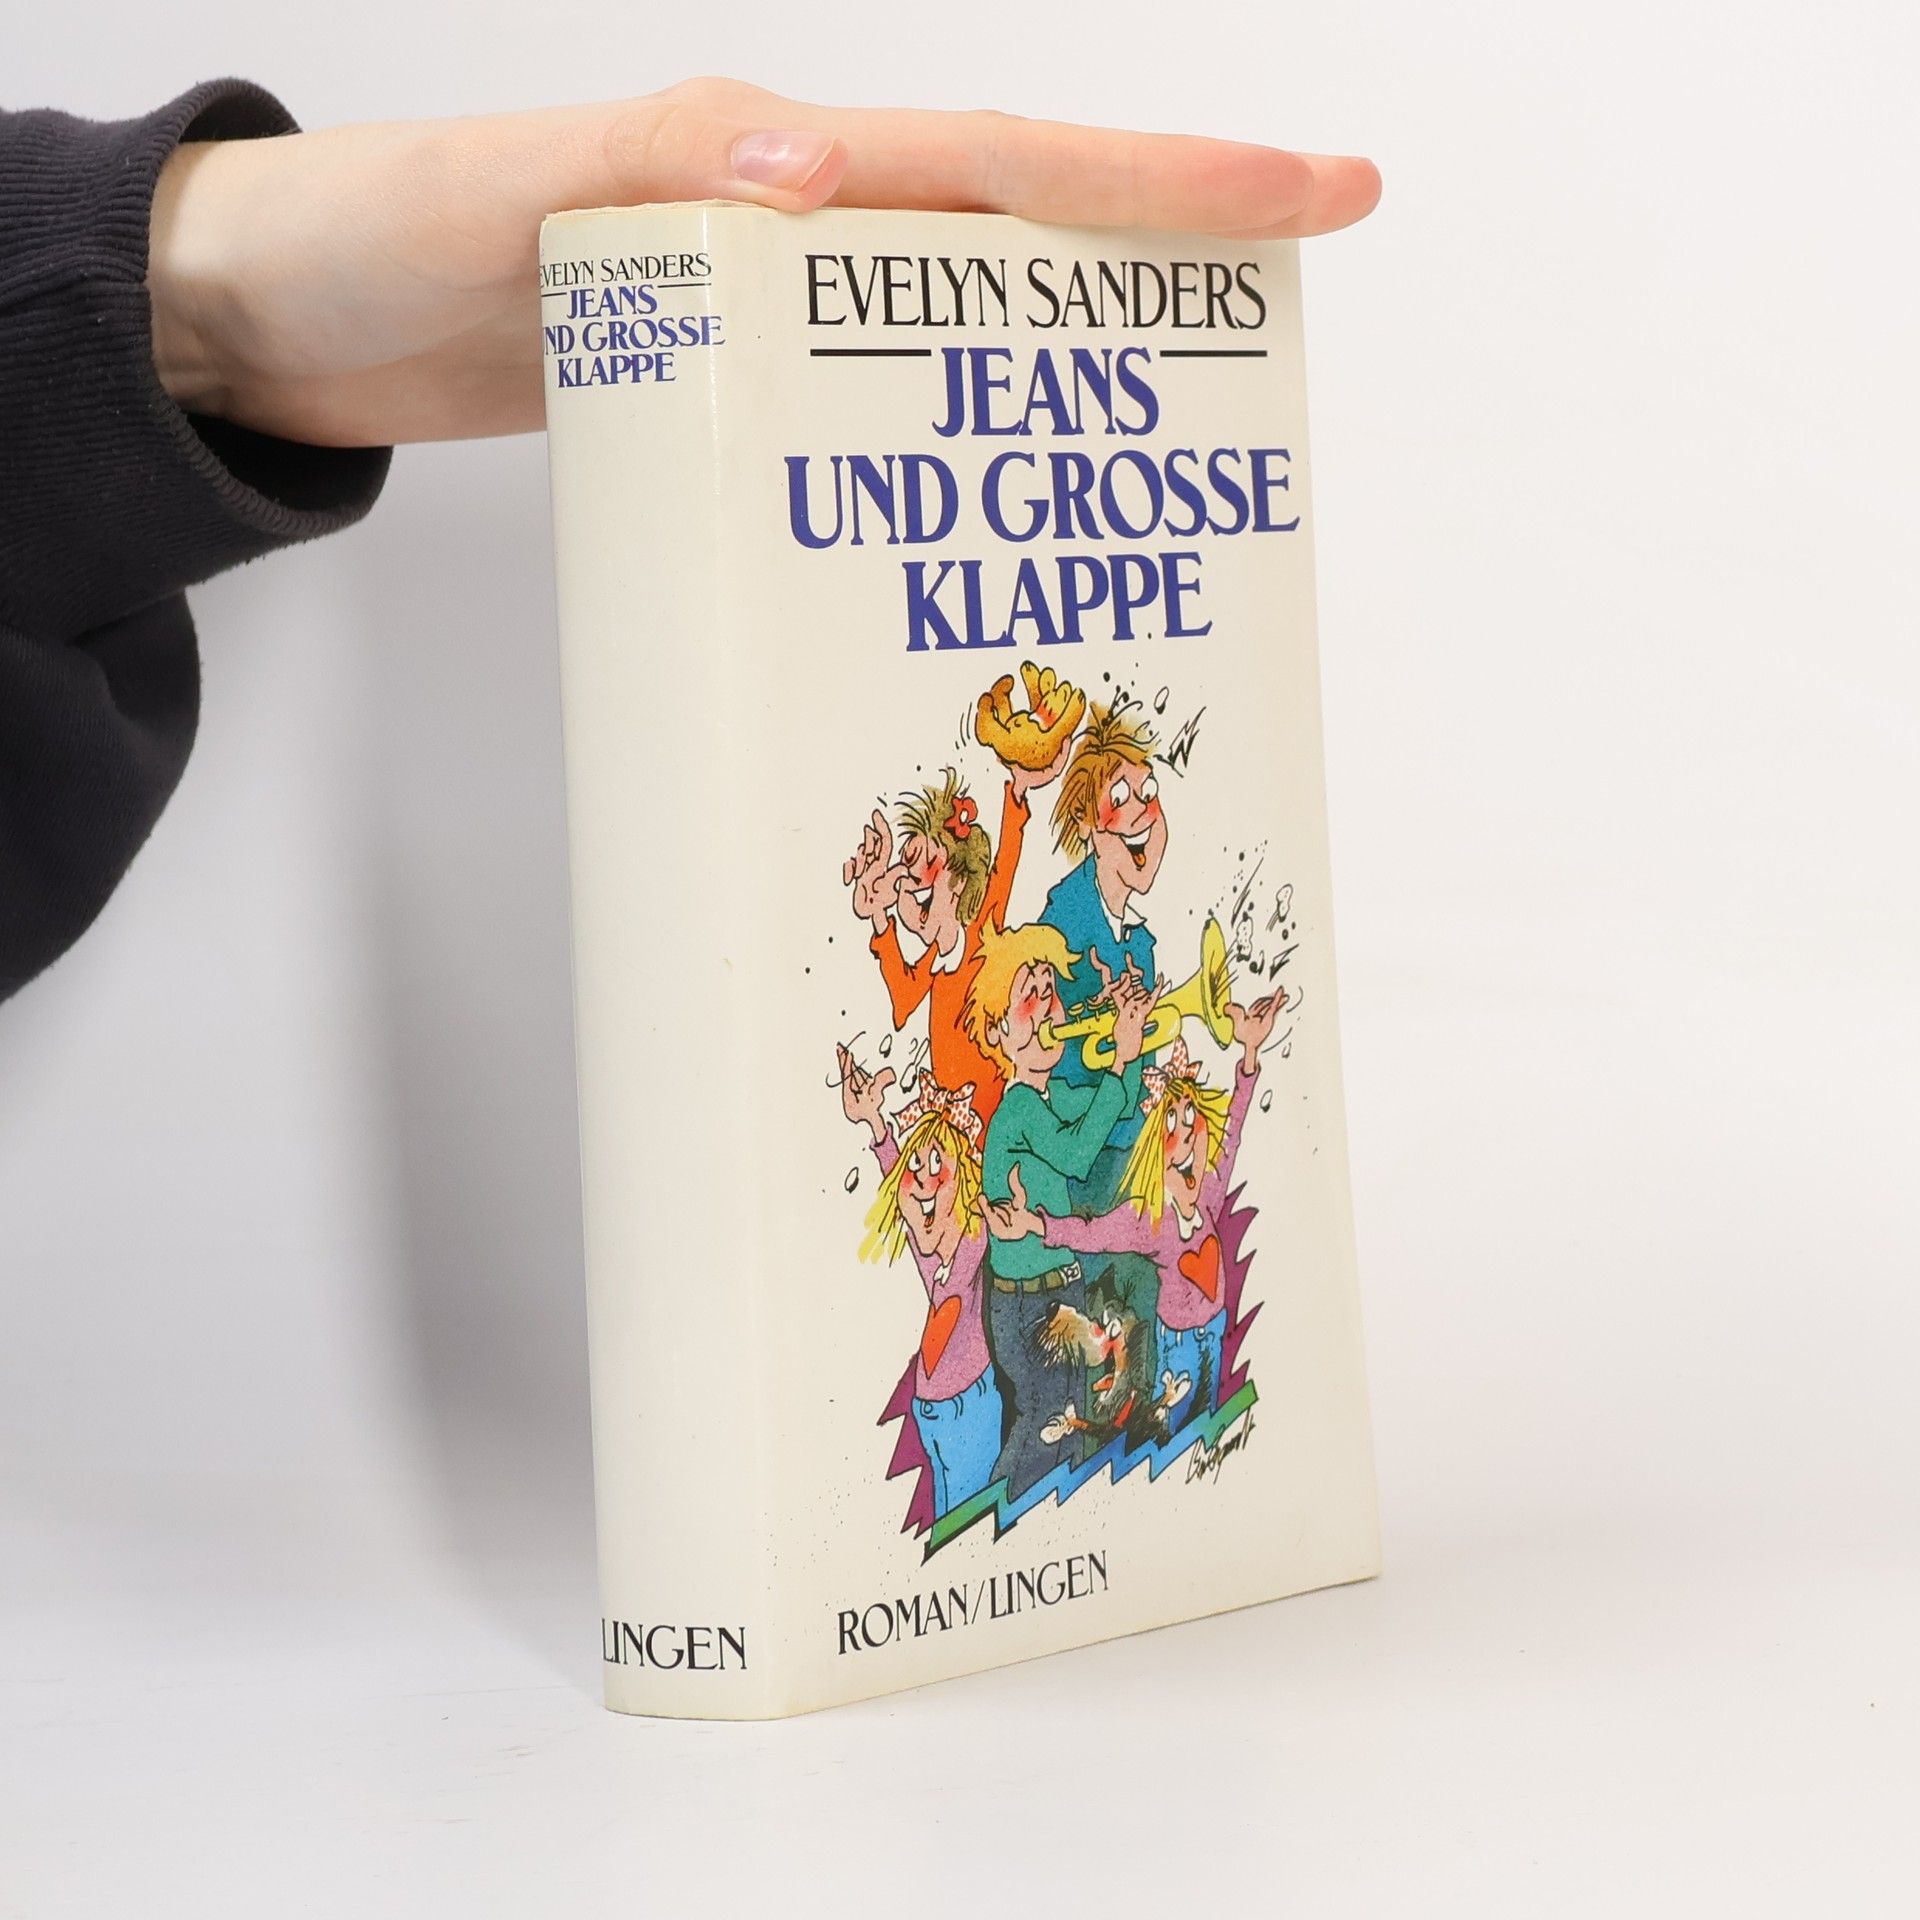 EVELYN SANDERS
JEANS
UND GROSSE
KLAPPE
LINGEN
EVELYN SANDERS
JEANS
UND GROSSE
KLAPPE
ROMAN/LINGEN